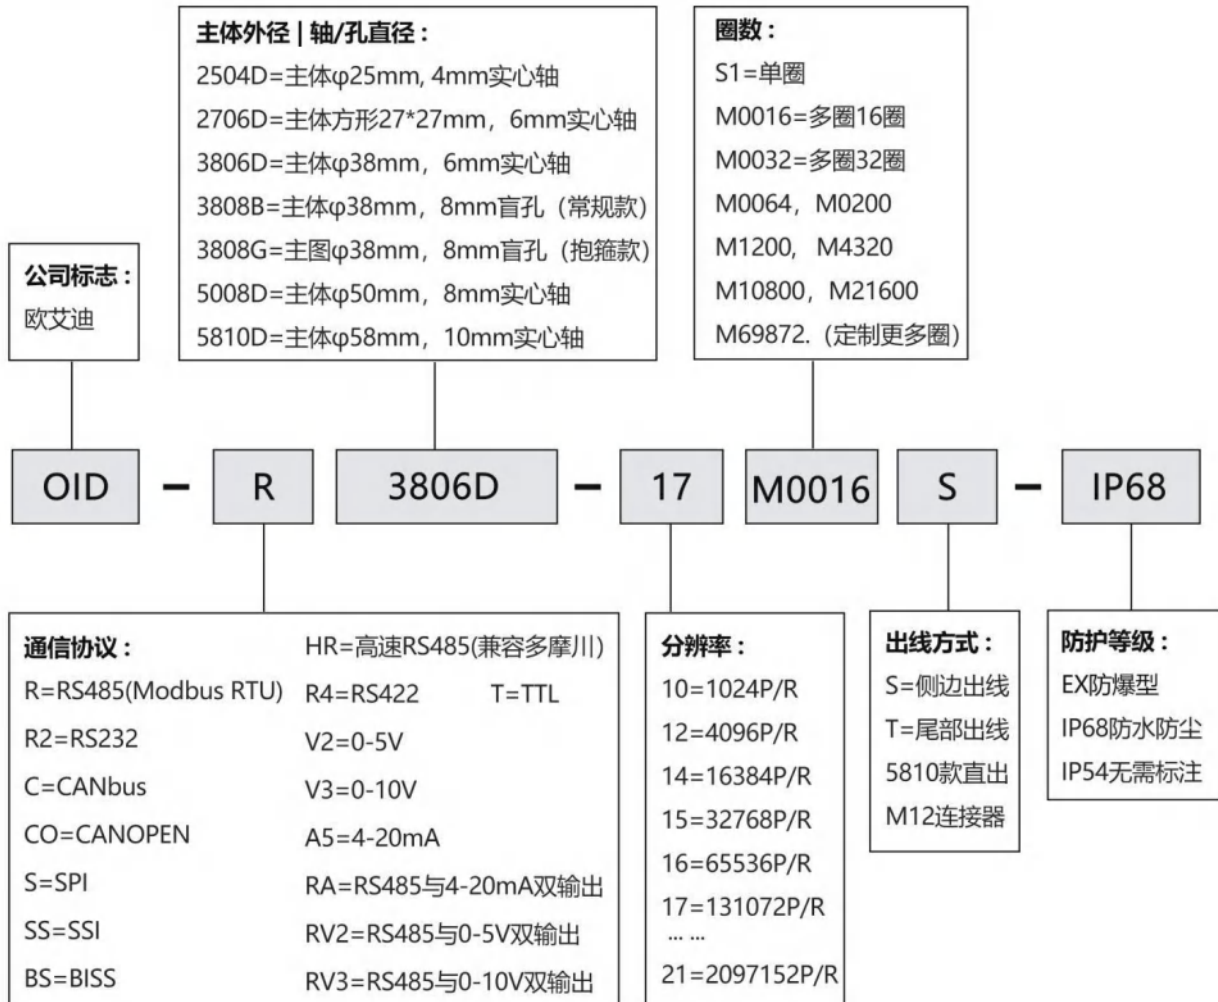 主体外径 | 轴/孔直径：
2504D=主体φ25mm, 4mm实心轴
2706D=主体方形27*27mm，6mm实心轴
3806D=主体φ38mm，6mm实心轴
3808B=主体φ38mm，8mm盲孔（常规款）
3808G=主图φ38mm，8mm盲孔（抱箍款）
5008D=主体φ50mm，8mm实心轴
5810D=主体φ58mm，10mm实心轴
圈数：
S1=单圈
M0016=多圈16圈
M0032=多圈32圈
M0064，M0200
M1200，M4320
M10800，M21600
M69872.（定制更多圈）
公司标志：
欧艾迪
OID - R 3806D - 17 M0016 S - IP68
通信协议：
R=RS485(Modbus RTU)
R2=RS232
C=CANbus
CO=CANOPEN
S=SPI
SS=SSI
BS=BISS
HR=高速RS485(兼容多摩川)
R4=RS422 T=TTL
V2=0-5V
V3=0-10V
A5=4-20mA
RA=RS485与4-20mA双输出
RV2=RS485与0-5V双输出
RV3=RS485与0-10V双输出
分辨率：
10=1024P/R
12=4096P/R
14=16384P/R
15=32768P/R
16=65536P/R
17=131072P/R
... ...
21=2097152P/R
出线方式：
S=侧边出线
T=尾部出线
5810款直出
M12连接器
防护等级：
EX防爆型
IP68防水防尘
IP54无需标注